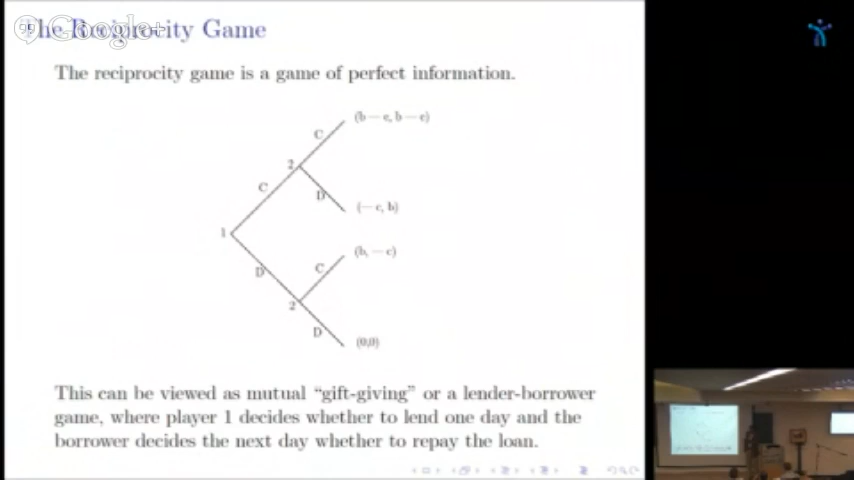 The Reciprocity Game
Google+
The reciprocity game is a game of perfect information.
C
(b − c, b − c)
2
C
D
(− c, b)
1
D
C
(b, − c)
2
D
(0,0)
This can be viewed as mutual “gift-giving” or a lender-borrower
game, where player 1 decides whether to lend one day and the
borrower decides the next day whether to repay the loan.